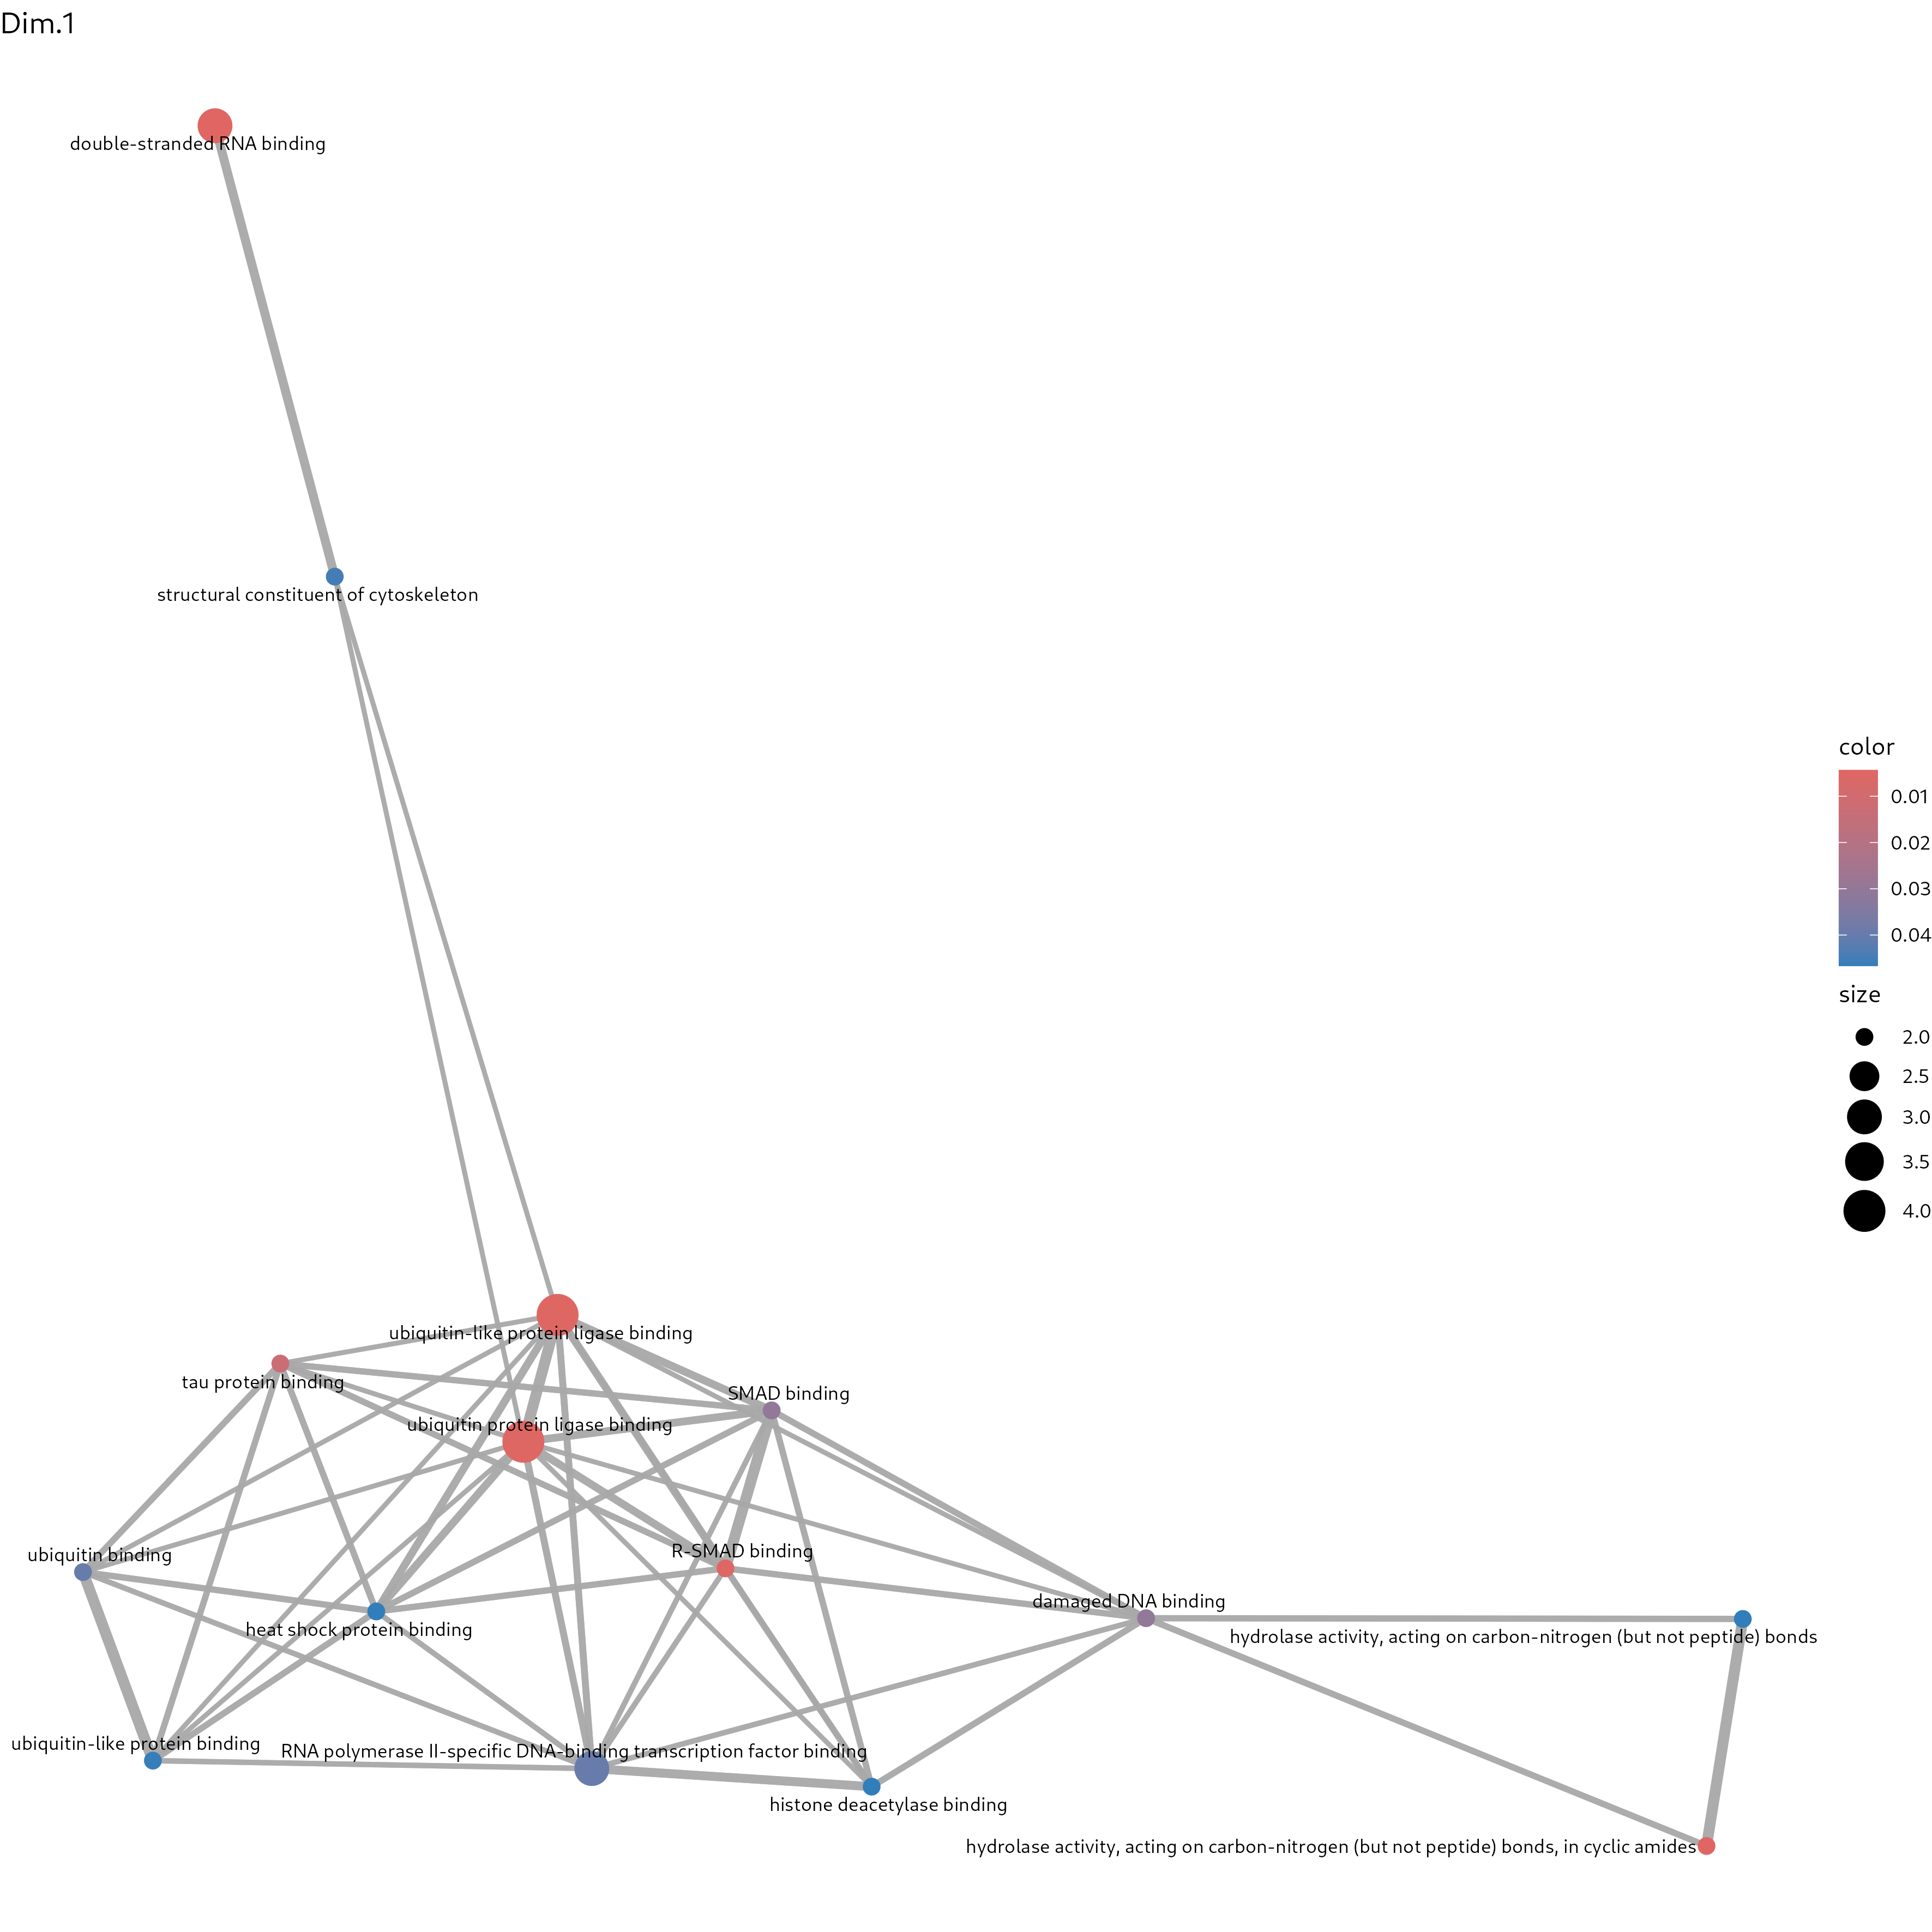 Dim.1
double-stranded RNA binding
structural constituent of cytoskeleton
color
0.01
0.02
0.03
0.04
size
2.0
2.5
3.0
3.5
4.0
ubiquitin-like protein ligase binding
tau protein binding
SMAD binding
ubiquitin protein ligase binding
R-SMAD binding
ubiquitin binding
damaged DNA binding
heat shock protein binding
hydrolase activity, acting on carbon-nitrogen (but not peptide) bonds
ubiquitin-like protein binding
RNA polymerase II-specific DNA-binding transcription factor binding
histone deacetylase binding
hydrolase activity, acting on carbon-nitrogen (but not peptide) bonds, in cyclic amides